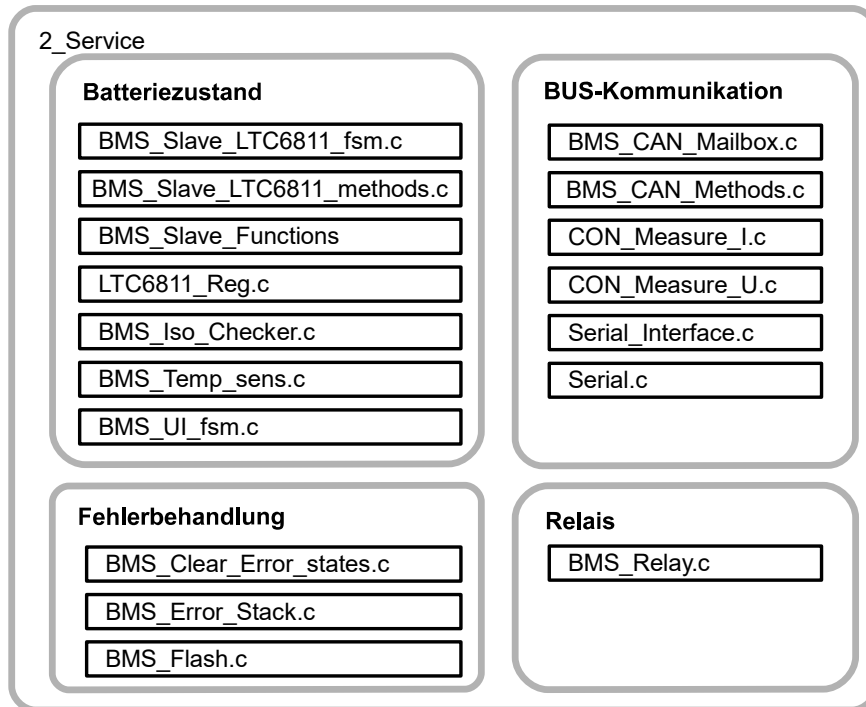 2_Service
Batteriezustand
BMS_Slave_LTC6811_fsm.c
BMS_Slave_LTC6811_methods.c
BMS_Slave_Functions
LTC6811_Reg.c
BMS_Iso_Checker.c
BMS_Temp_sens.c
BMS_UI_fsm.c
BUS-Kommunikation
BMS_CAN_Mailbox.c
BMS_CAN_Methods.c
CON_Measure_I.c
CON_Measure_U.c
Serial_Interface.c
Serial.c
Fehlerbehandlung
BMS_Clear_Error_states.c
BMS_Error_Stack.c
BMS_Flash.c
Relais
BMS_Relay.c